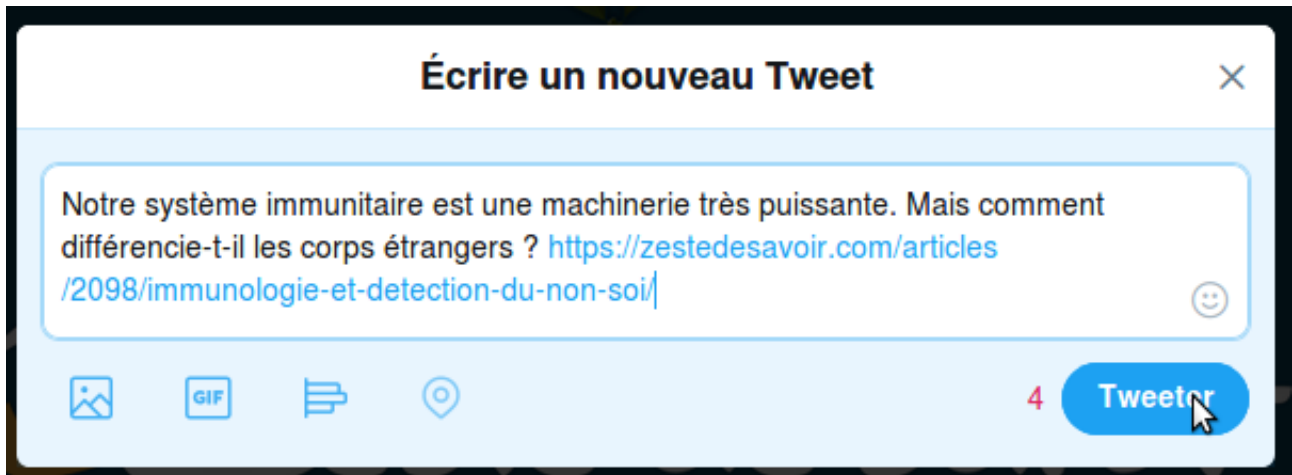 Écrire un nouveau Tweet
Notre système immunitaire est une machinerie très puissante. Mais comment
différencie-t-il les corps étrangers ? https://zestedesavoir.com/articles
/2098/immunologie-et-detection-du-non-soi/
GIF
4 Tweeter